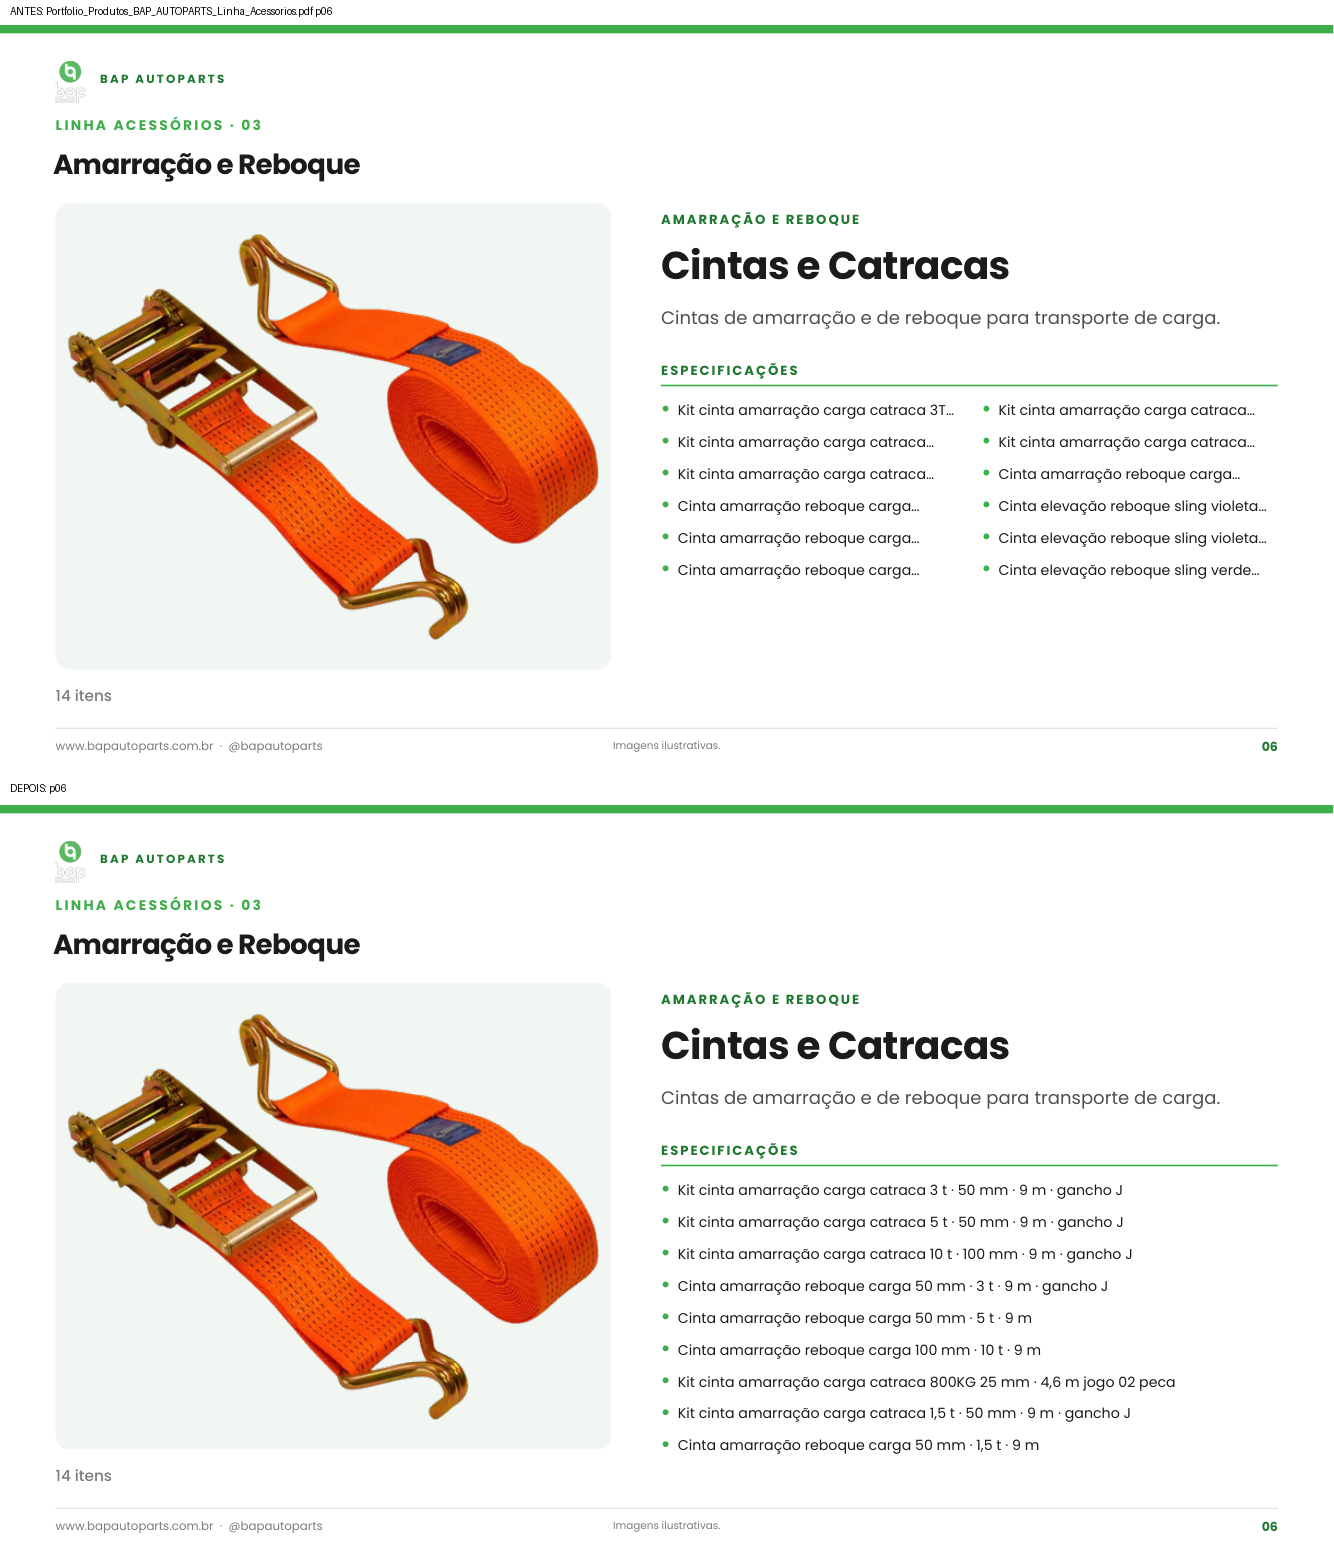 ANTES: Portfolio_Produtos_BAP_AUTOPARTS_Linha_Acessorios.pdf p06
bap
BAP AUTOPARTS
LINHA ACESSÓRIOS · 03
Amarração e Reboque
AMARRAÇÃO E REBOQUE
Cintas e Catracas
Cintas de amarração e de reboque para transporte de carga.
ESPECIFICAÇÕES
Kit cinta amarração carga catraca 3T…
Kit cinta amarração carga catraca…
Kit cinta amarração carga catraca…
Cinta amarração reboque carga…
Cinta amarração reboque carga…
Cinta amarração reboque carga…
Kit cinta amarração carga catraca…
Kit cinta amarração carga catraca…
Cinta amarração reboque carga…
Cinta elevação reboque sling violeta…
Cinta elevação reboque sling violeta…
Cinta elevação reboque sling verde…
14 itens
www.bapautoparts.com.br · @bapautoparts
Imagens ilustrativas.
06
DEPOIS: p06
bap
BAP AUTOPARTS
LINHA ACESSÓRIOS · 03
Amarração e Reboque
AMARRAÇÃO E REBOQUE
Cintas e Catracas
Cintas de amarração e de reboque para transporte de carga.
ESPECIFICAÇÕES
Kit cinta amarração carga catraca 3 t · 50 mm · 9 m · gancho J
Kit cinta amarração carga catraca 5 t · 50 mm · 9 m · gancho J
Kit cinta amarração carga catraca 10 t · 100 mm · 9 m · gancho J
Cinta amarração reboque carga 50 mm · 3 t · 9 m · gancho J
Cinta amarração reboque carga 50 mm · 5 t · 9 m
Cinta amarração reboque carga 100 mm · 10 t · 9 m
Kit cinta amarração carga catraca 800KG 25 mm · 4,6 m jogo 02 peca
Kit cinta amarração carga catraca 1,5 t · 50 mm · 9 m · gancho J
Cinta amarração reboque carga 50 mm · 1,5 t · 9 m
14 itens
www.bapautoparts.com.br · @bapautoparts
Imagens ilustrativas.
06